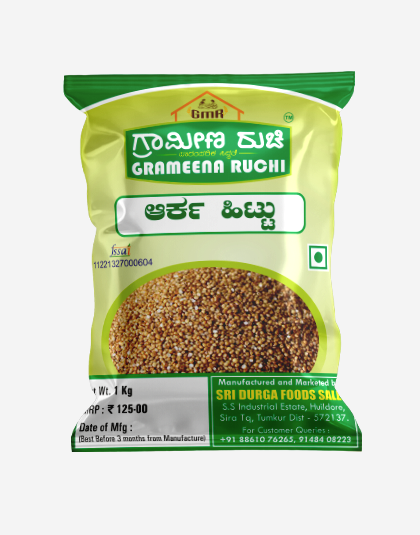 GMR
TM
ಗ್ರಾಮೀಣ ರುಚಿ
GRAMEENA RUCHI
ಆರ್ಕ ಹಿಟ್ಟು
fssai
11221327000604
Wt. 1 Kg
MRP : ₹ 125-00
Date of Mfg :
(Best Before 3 months from Manufacture)
Manufactured and Marketed by
SRI DURGA FOODS
S.S Industrial Estate, Huildore,
Sira Tq, Tumkur Dist - 572137.
For Customer Queries :
+91 88610 76265, 91484 08223